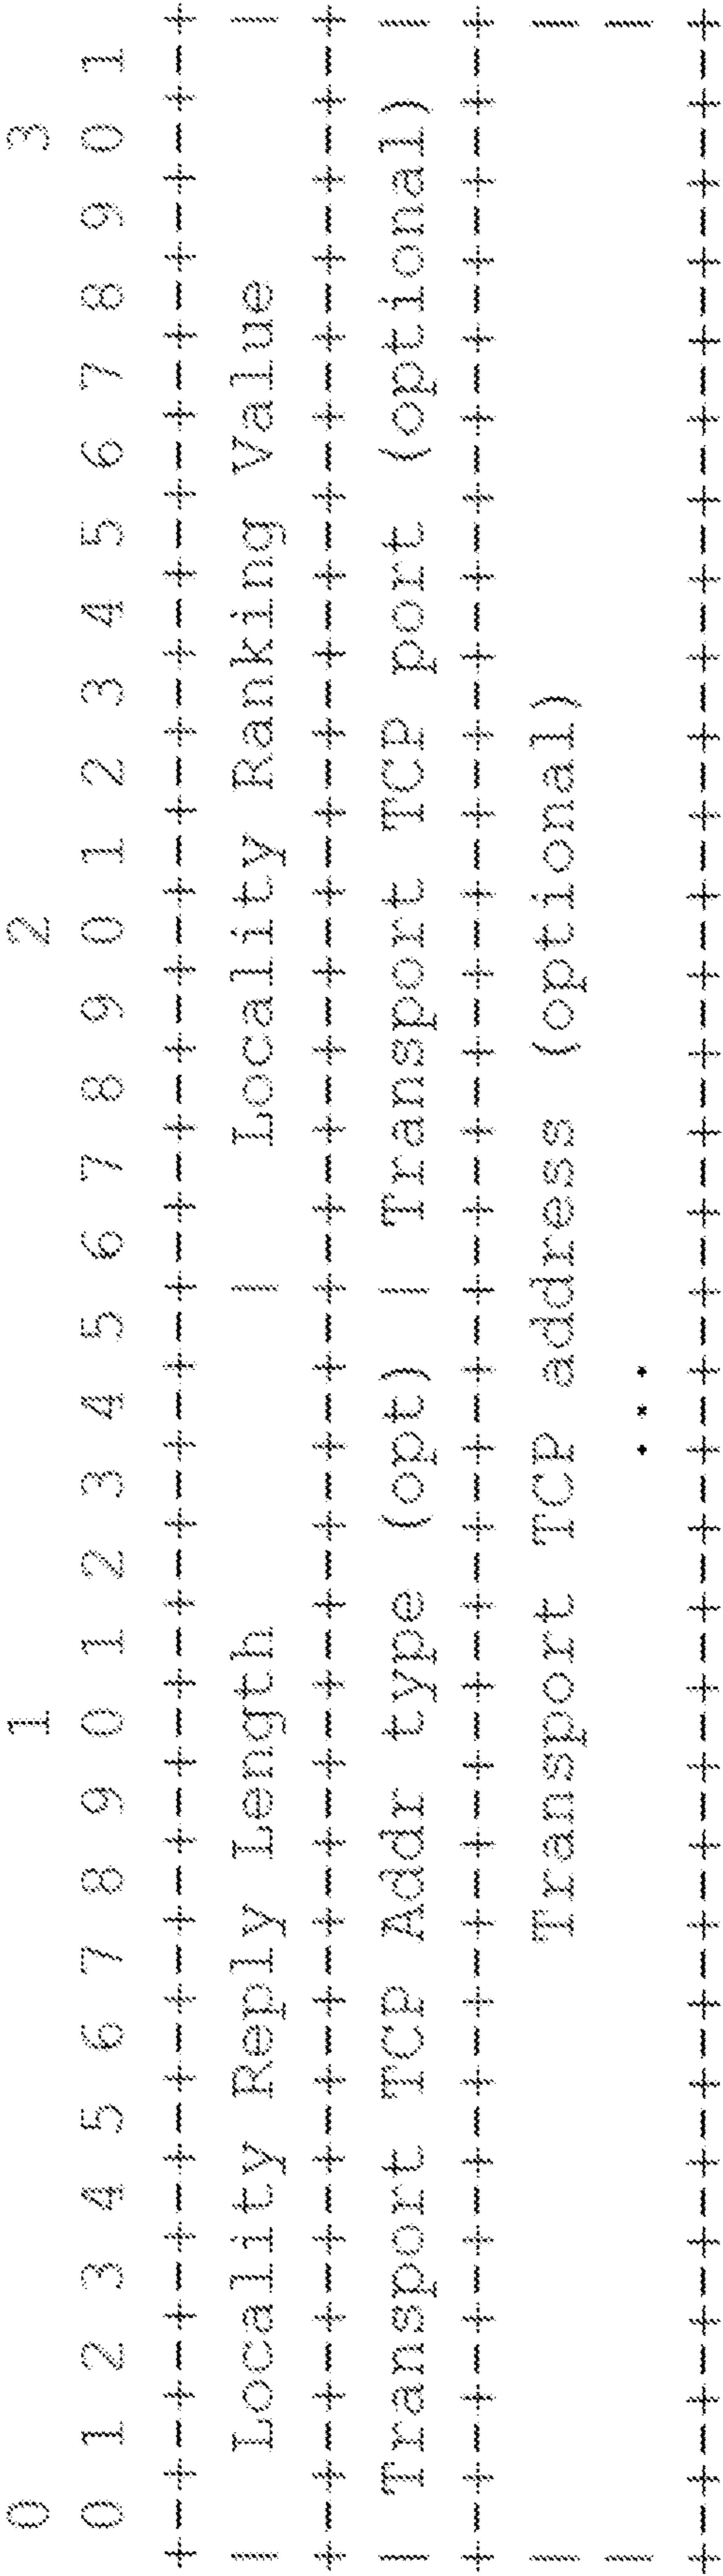 0                   1                   2                   3
0 1 2 3 4 5 6 7 8 9 0 1 2 3 4 5 6 7 8 9 0 1 2 3 4 5 6 7 8 9 0 1
+-+-+-+-+-+-+-+-+-+-+-+-+-+-+-+-+-+-+-+-+-+-+-+-+-+-+-+-+-+-+-+-+
|  Locality Reply Length        |   Locality Ranking Value      |
+-+-+-+-+-+-+-+-+-+-+-+-+-+-+-+-+-+-+-+-+-+-+-+-+-+-+-+-+-+-+-+-+
| Transport TCP Addr type (opt) | Transport TCP port (optional) |
+-+-+-+-+-+-+-+-+-+-+-+-+-+-+-+-+-+-+-+-+-+-+-+-+-+-+-+-+-+-+-+-+
|               Transport TCP address (optional)                |
|                           ...                                 |
+-+-+-+-+-+-+-+-+-+-+-+-+-+-+-+-+-+-+-+-+-+-+-+-+-+-+-+-+-+-+-+-+